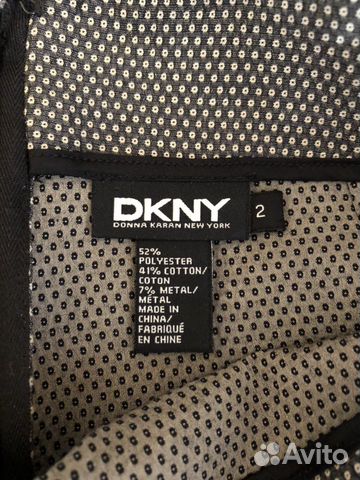 DKNY
DONNA KARAN NEW YORK
2
52%
POLYESTER
41% COTTON/
COTON
7% METAL/
MÉTAL
MADE IN
CHINA/
FABRIQUÉ
EN CHINE
Avito